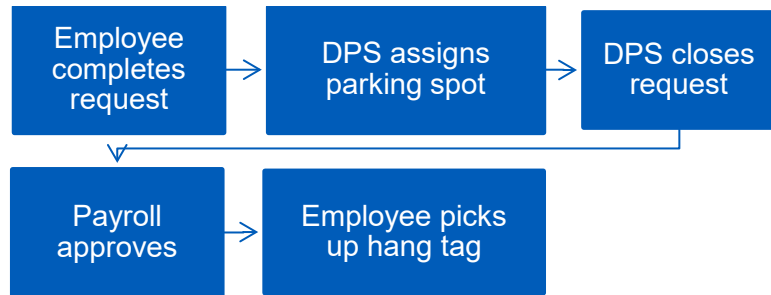 Employee
completes
request
DPS assigns
parking spot
DPS closes
request
Payroll
approves
Employee picks
up hang tag